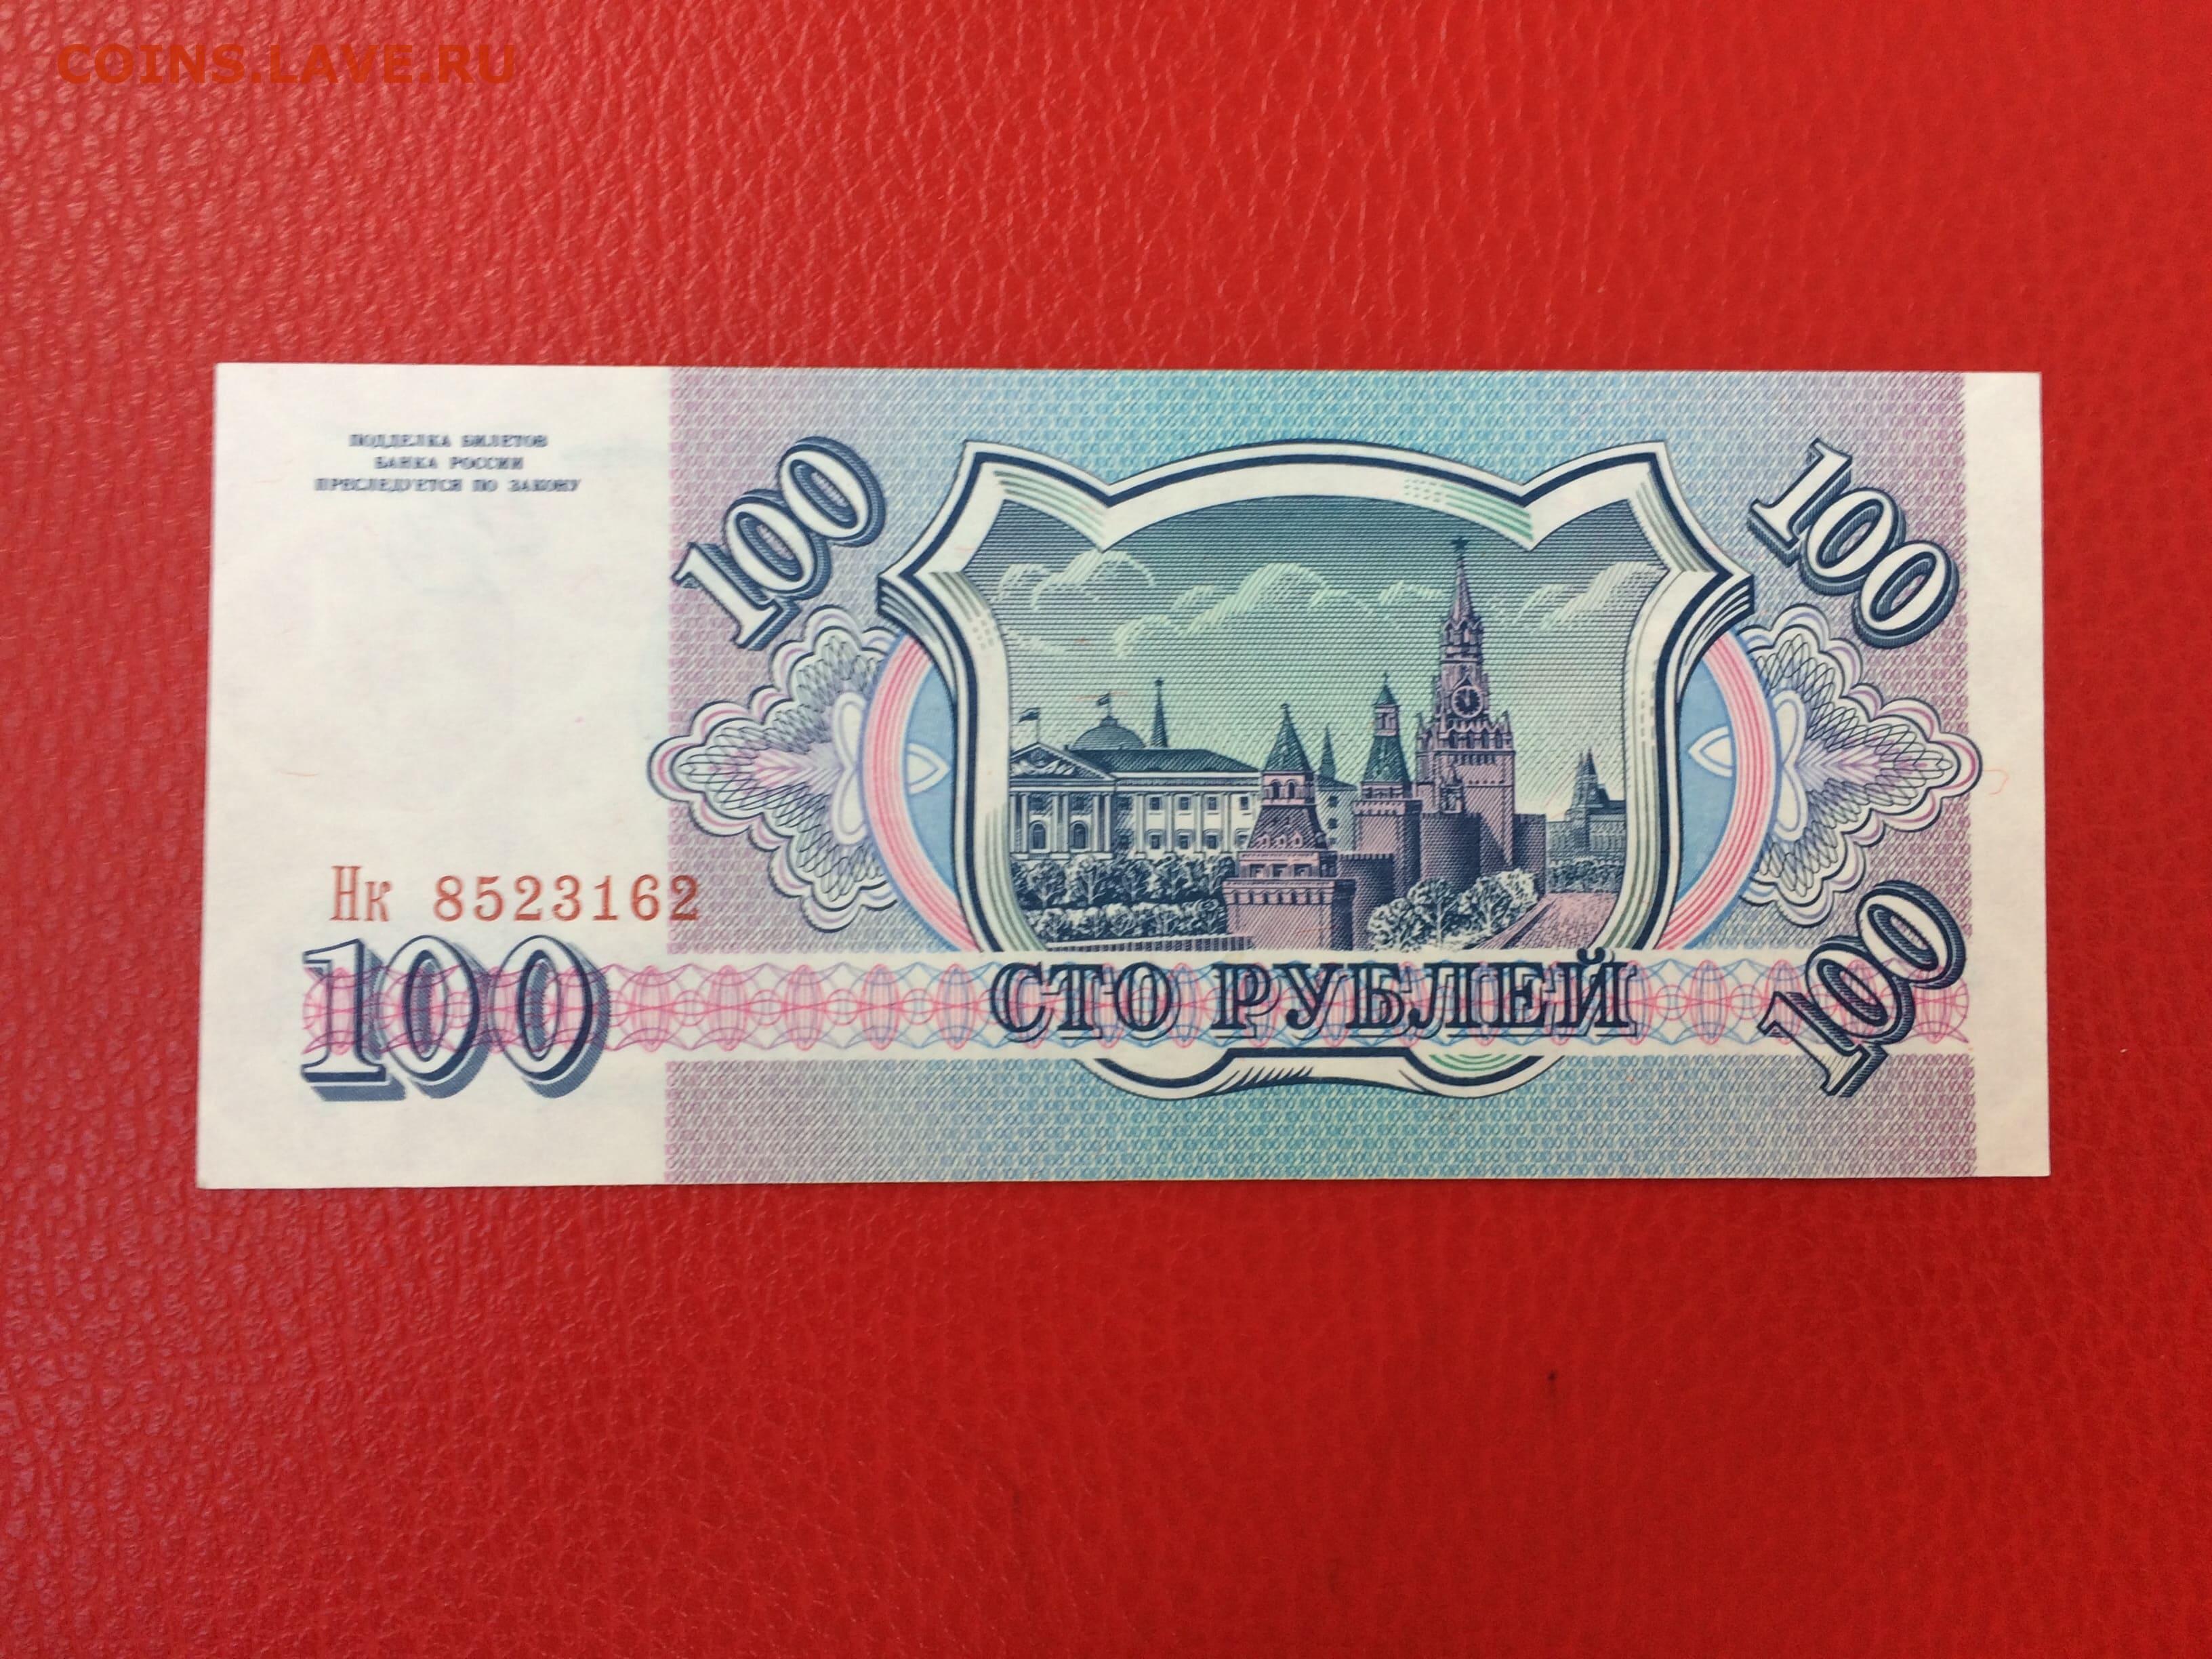 COINS.LAVE.RU
ПОДДЕЛКА БИЛЕТОВ
БАНКА РОССИИ
ПРЕСЛЕДУЕТСЯ ПО ЗАКОНУ
100
100
Нк 8523162
100
СТО РУБЛЕЙ
100